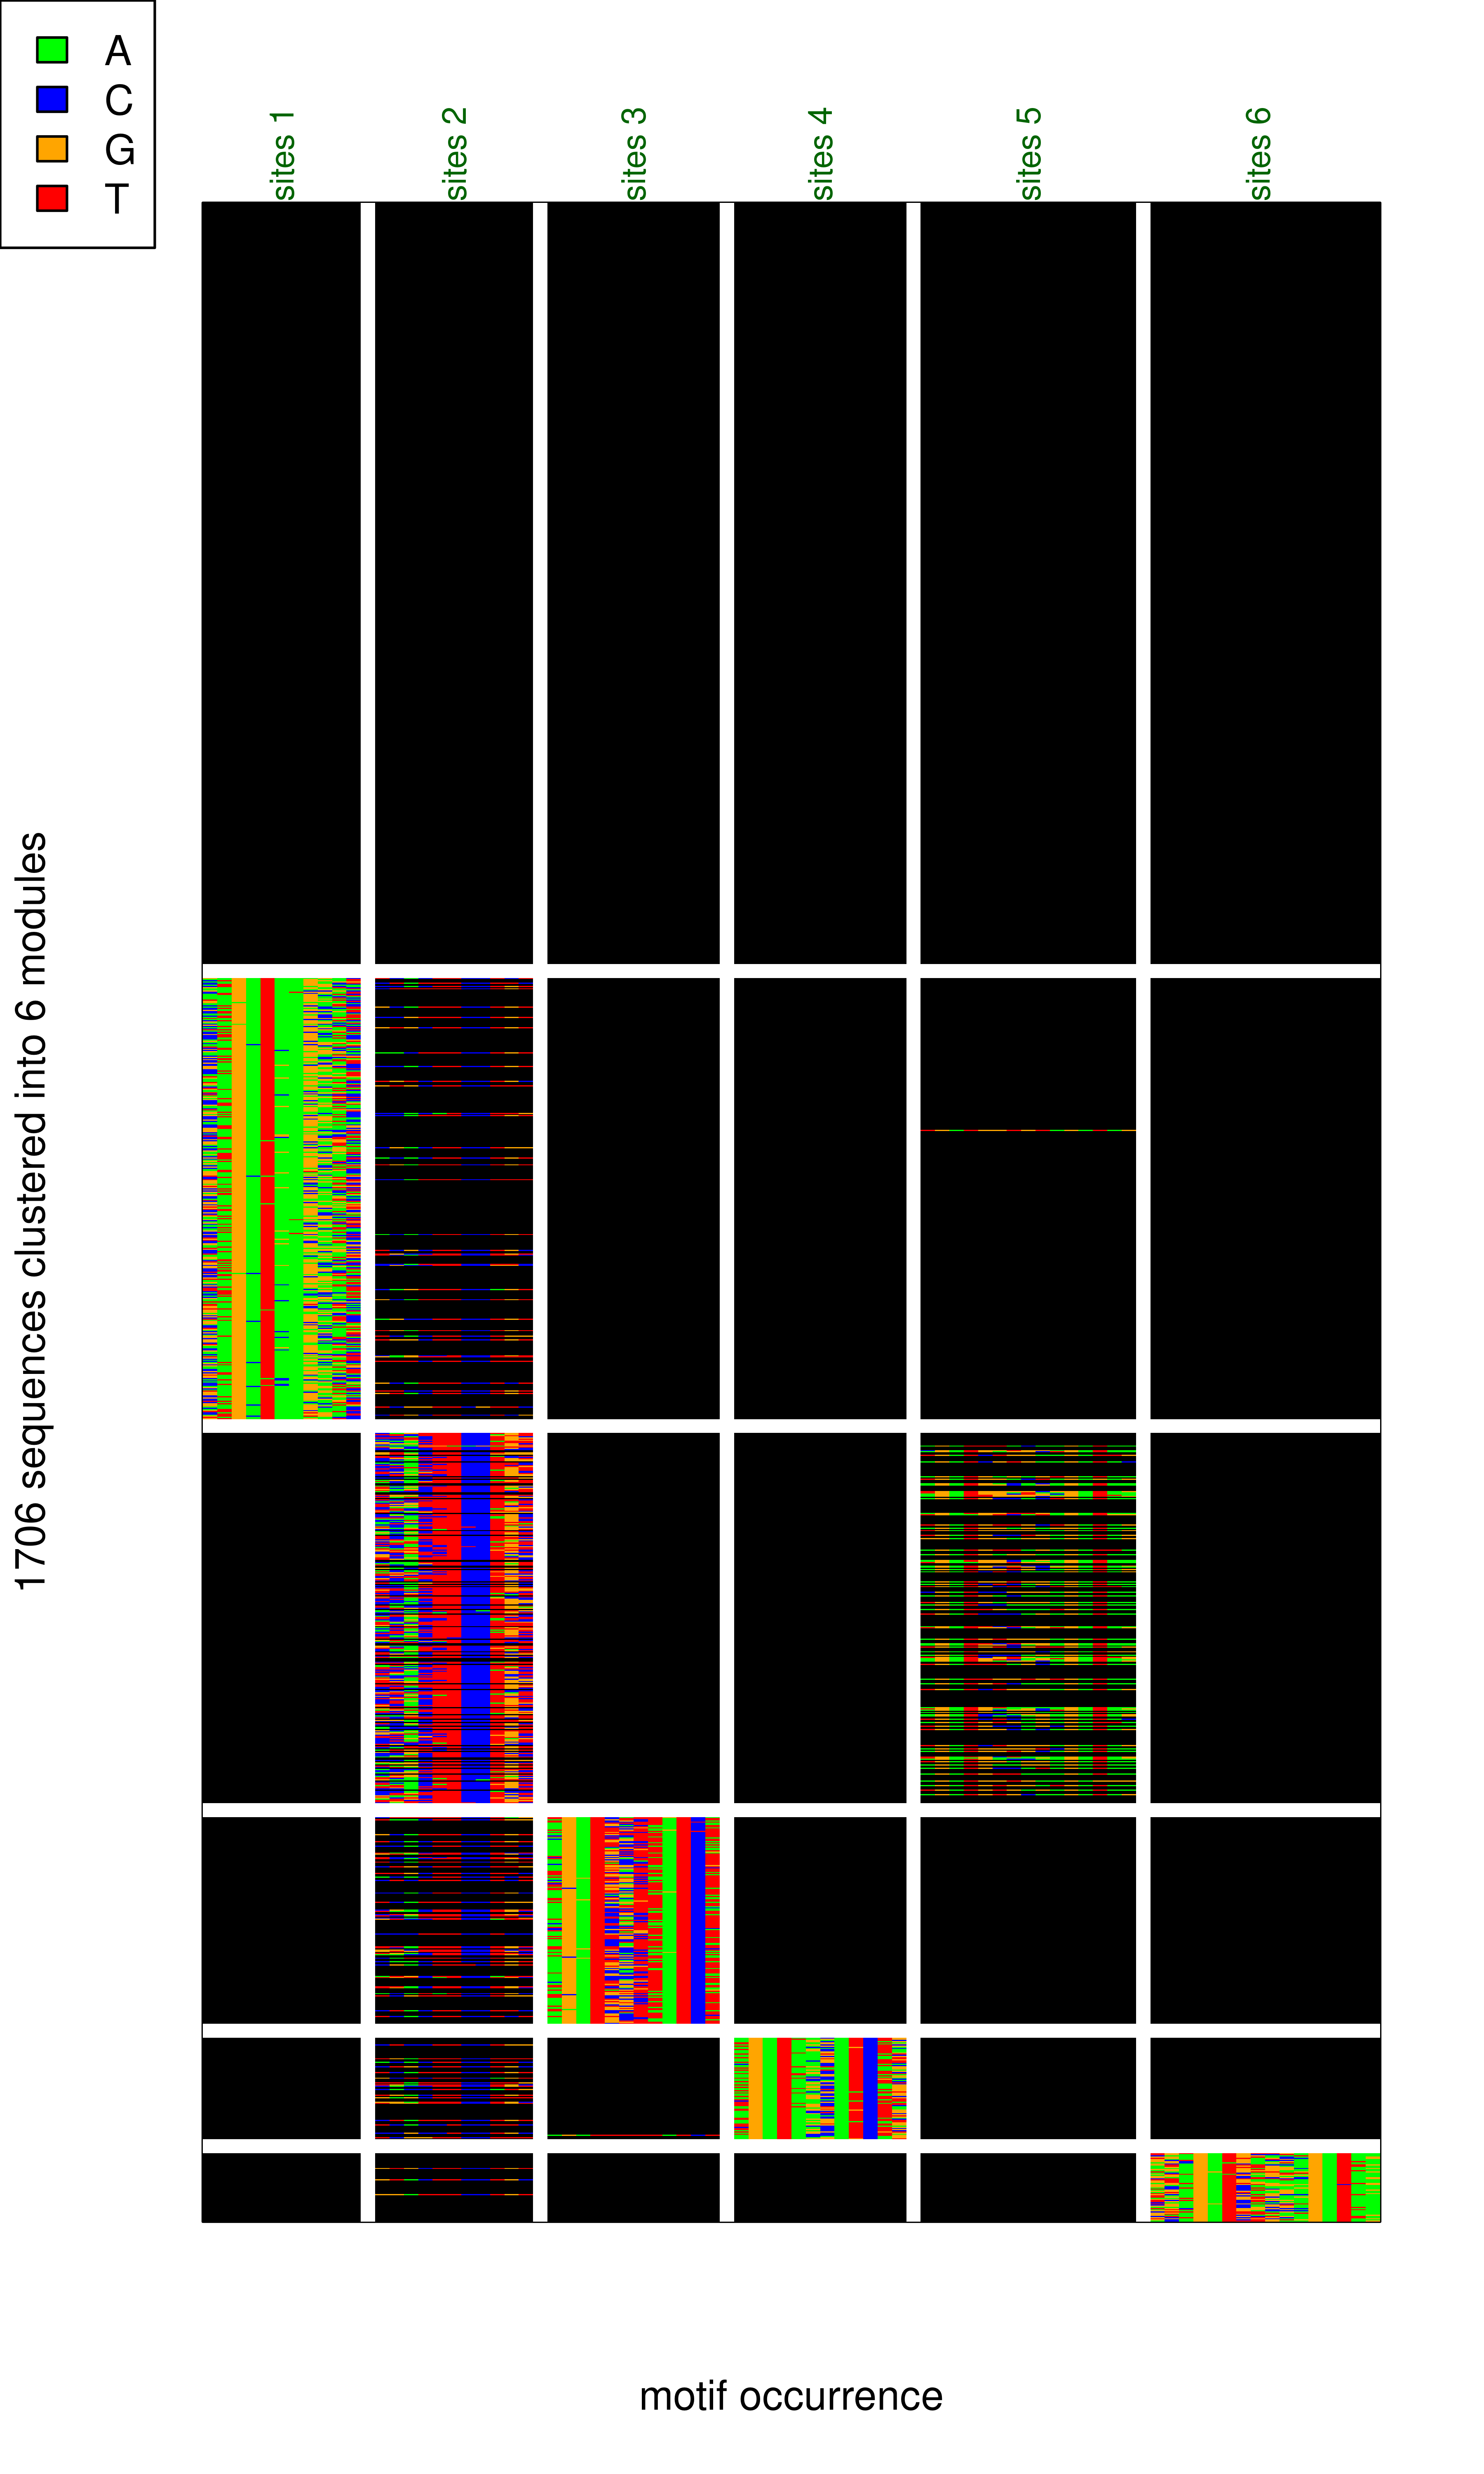 A
C
G
T
sites 1
sites 2
sites 3
sites 4
sites 5
sites 6
1706 sequences clustered into 6 modules
motif occurrence